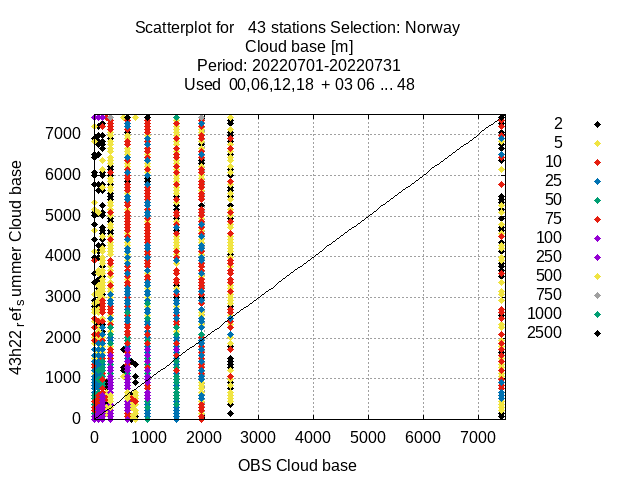 Scatterplot for 43 stations Selection: Norway
Cloud base [m]
Period: 20220701-20220731
Used 00,06,12,18 + 03 06 ... 48
43h22_ref_summer Cloud base
7000
6000
5000
4000
3000
2000
1000
0
0 1000 2000 3000 4000 5000 6000 7000
OBS Cloud base
2
5
10
25
50
75
100
250
500
750
1000
2500